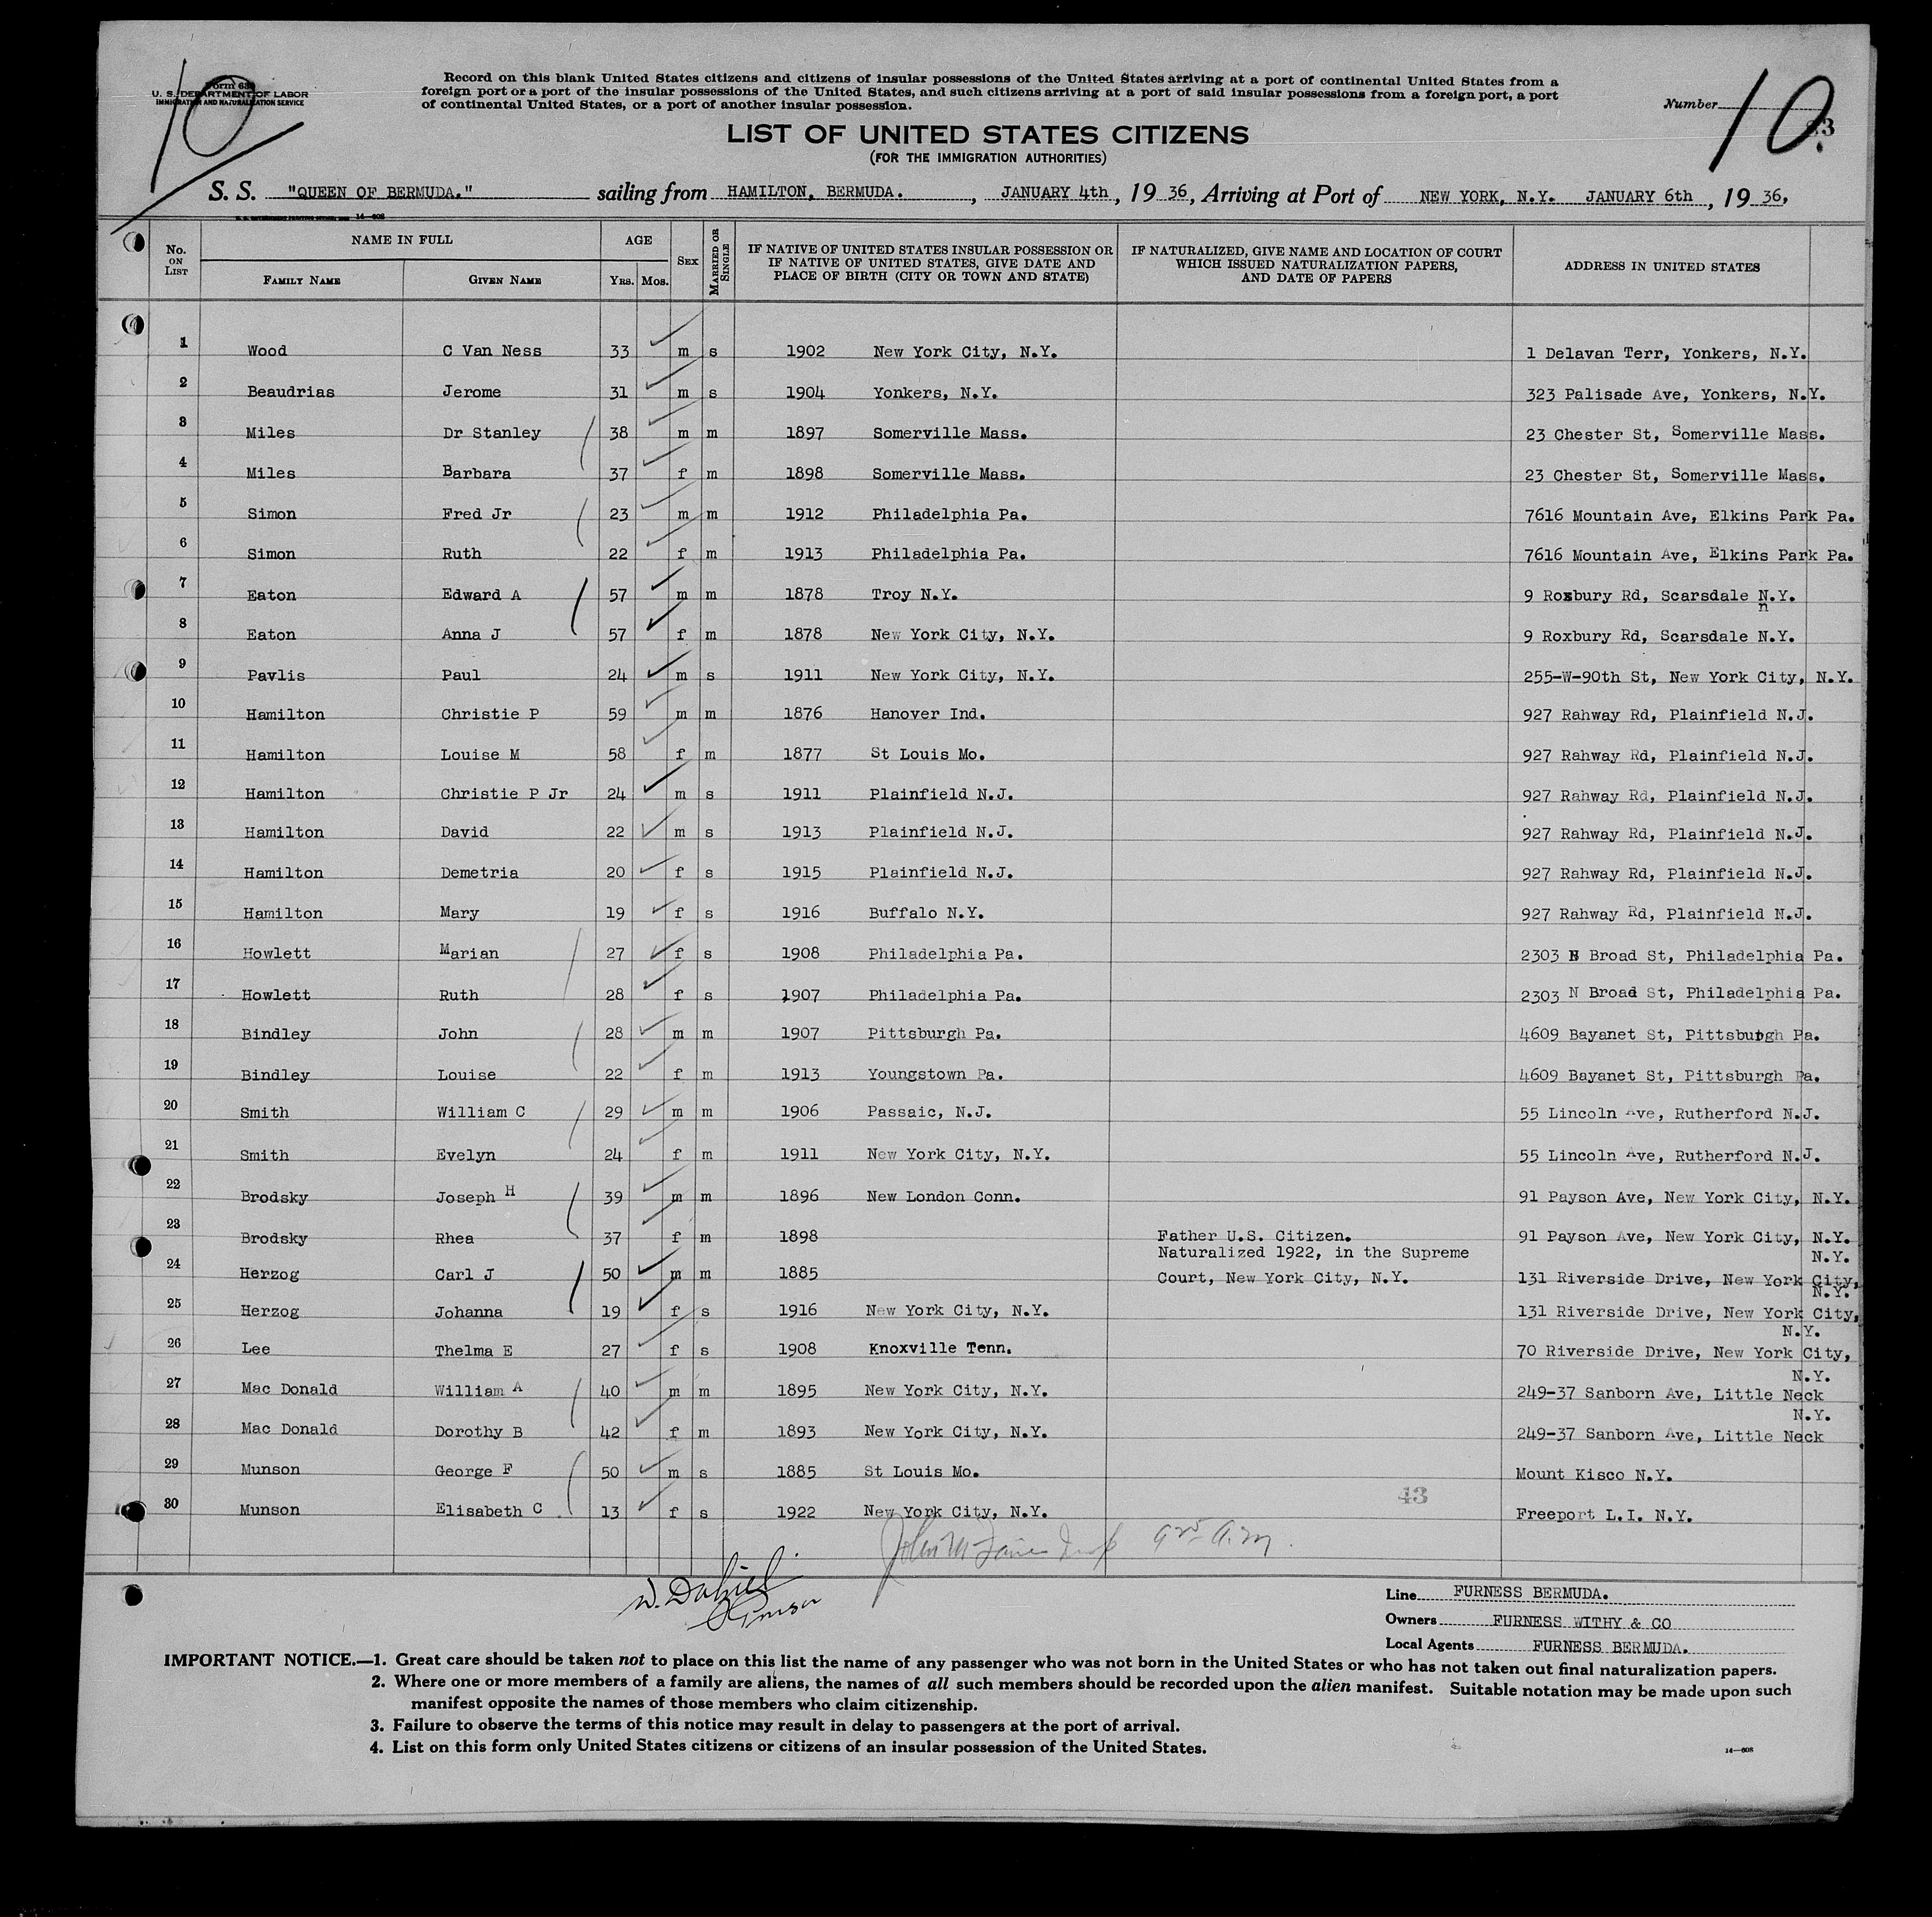 10
Form 630
U. S. DEPARTMENT OF LABOR
IMMIGRATION AND NATURALIZATION SERVICE
Record on this blank United States citizens and citizens of insular possessions of the United States arriving at a port of continental United States from a
foreign port or a port of the insular possessions of the United States, and such citizens arriving at a port of said insular possessions from a foreign port, a port
of continental United States, or a port of another insular possession.
Number 10.
LIST OF UNITED STATES CITIZENS
(FOR THE IMMIGRATION AUTHORITIES)
S. S. "QUEEN OF BERMUDA." sailing from HAMILTON, BERMUDA. , JANUARY 4th , 19 36, Arriving at Port of NEW YORK, N.Y. JANUARY 6th , 19 36,
14-608
No. ON LIST NAME IN FULL FAMILY NAME GIVEN NAME AGE YRS. MOS. SEX MARRIED OR SINGLE IF NATIVE OF UNITED STATES INSULAR POSSESSION OR IF NATIVE OF UNITED STATES, GIVE DATE AND PLACE OF BIRTH (CITY OR TOWN AND STATE) IF NATURALIZED, GIVE NAME AND LOCATION OF COURT WHICH ISSUED NATURALIZATION PAPERS, AND DATE OF PAPERS ADDRESS IN UNITED STATES
1 Wood C Van Ness 33 m s 1902 New York City, N.Y. 1 Delavan Terr, Yonkers, N.Y.
2 Beaudrias Jerome 31 m s 1904 Yonkers, N.Y. 323 Palisade Ave, Yonkers, N.Y.
3 Miles Dr Stanley 38 m m 1897 Somerville Mass. 23 Chester St, Somerville Mass.
4 Miles Barbara 37 f m 1898 Somerville Mass. 23 Chester St, Somerville Mass.
5 Simon Fred Jr 23 m m 1912 Philadelphia Pa. 7616 Mountain Ave, Elkins Park Pa.
6 Simon Ruth 22 f m 1913 Philadelphia Pa. 7616 Mountain Ave, Elkins Park Pa.
7 Eaton Edward A 57 m m 1878 Troy N.Y. 9 Roxbury Rd, Scarsdale N.Y.
8 Eaton Anna J 57 f m 1878 New York City, N.Y. 9 Roxbury Rd, Scarsdale N.Y.
9 Pavlis Paul 24 m s 1911 New York City, N.Y. 255-W-90th St, New York City, N.Y.
10 Hamilton Christie P 59 m m 1876 Hanover Ind. 927 Rahway Rd, Plainfield N.J.
11 Hamilton Louise M 58 f m 1877 St Louis Mo. 927 Rahway Rd, Plainfield N.J.
12 Hamilton Christie P Jr 24 m s 1911 Plainfield N.J. 927 Rahway Rd, Plainfield N.J.
13 Hamilton David 22 m s 1913 Plainfield N.J. 927 Rahway Rd, Plainfield N.J.
14 Hamilton Demetria 20 f s 1915 Plainfield N.J. 927 Rahway Rd, Plainfield N.J.
15 Hamilton Mary 19 f s 1916 Buffalo N.Y. 927 Rahway Rd, Plainfield N.J.
16 Howlett Marian 27 f s 1908 Philadelphia Pa. 2303 N Broad St, Philadelphia Pa.
17 Howlett Ruth 28 f s 1907 Philadelphia Pa. 2303 N Broad St, Philadelphia Pa.
18 Bindley John 28 m m 1907 Pittsburgh Pa. 4609 Bayanet St, Pittsburgh Pa.
19 Bindley Louise 22 f m 1913 Youngstown Pa. 4609 Bayanet St, Pittsburgh Pa.
20 Smith William C 29 m m 1906 Passaic, N.J. 55 Lincoln Ave, Rutherford N.J.
21 Smith Evelyn 24 f m 1911 New York City, N.Y. 55 Lincoln Ave, Rutherford N.J.
22 Brodsky Joseph H 39 m m 1896 New London Conn. 91 Payson Ave, New York City, N.Y.
23 Brodsky Rhea 37 f m 1898 Father U.S. Citizen. 91 Payson Ave, New York City, N.Y.
Naturalized 1922, in the Supreme N.Y.
24 Herzog Carl J 50 m m 1885 Court, New York City, N.Y. 131 Riverside Drive, New York City,
N.Y.
25 Herzog Johanna 19 f s 1916 New York City, N.Y. 131 Riverside Drive, New York City,
N.Y.
26 Lee Thelma E 27 f s 1908 Knoxville Tenn. 70 Riverside Drive, New York City,
N.Y.
27 Mac Donald William A 40 m m 1895 New York City, N.Y. 249-37 Sanborn Ave, Little Neck
N.Y.
28 Mac Donald Dorothy B 42 f m 1893 New York City, N.Y. 249-37 Sanborn Ave, Little Neck
29 Munson George F 50 m s 1885 St Louis Mo. Mount Kisco N.Y.
43
30 Munson Elisabeth C 13 f s 1922 New York City, N.Y. Freeport L.I. N.Y.
Line FURNESS BERMUDA.
Owners FURNESS WITHY & CO
Local Agents FURNESS BERMUDA.
IMPORTANT NOTICE.—1. Great care should be taken not to place on this list the name of any passenger who was not born in the United States or who has not taken out final naturalization papers.
2. Where one or more members of a family are aliens, the names of all such members should be recorded upon the alien manifest. Suitable notation may be made upon such
manifest opposite the names of those members who claim citizenship.
3. Failure to observe the terms of this notice may result in delay to passengers at the port of arrival.
4. List on this form only United States citizens or citizens of an insular possession of the United States.
14-608